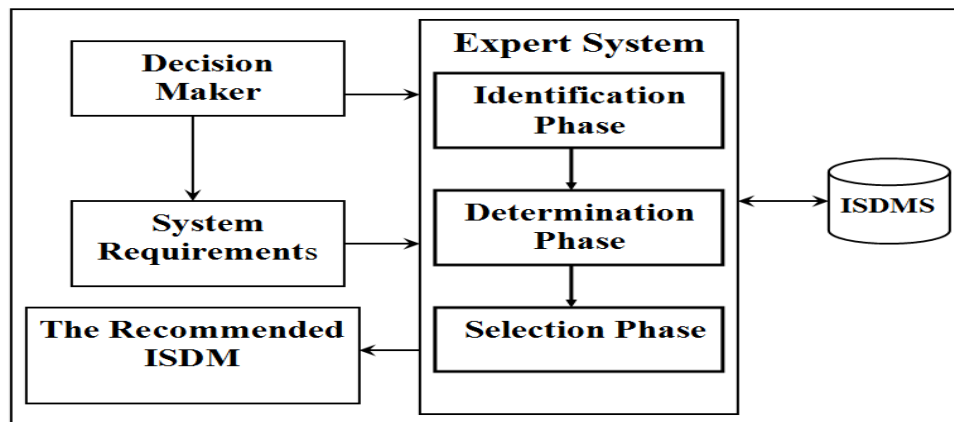 Decision
Maker
System
Requirements
The Recommended
ISDM
Expert System
Identification
Phase
Determination
Phase
Selection Phase
ISDMS